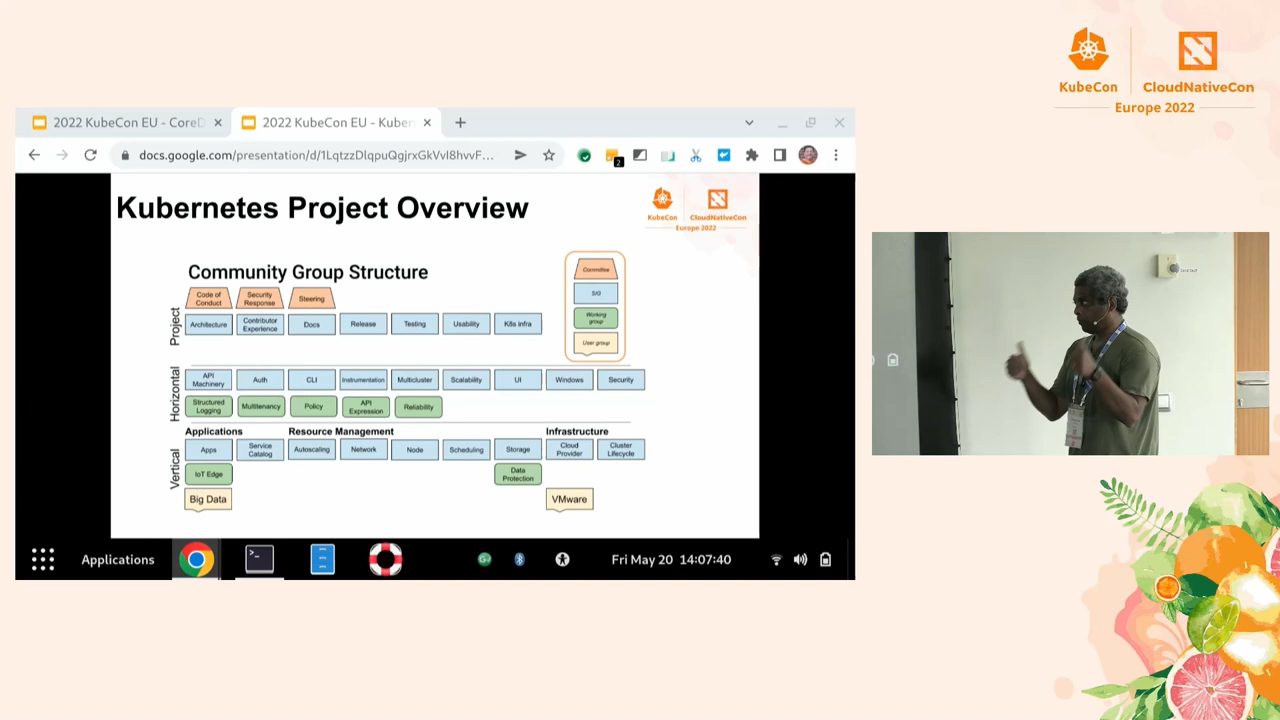 KubeCon
CloudNativeCon
Europe 2022
2022 KubeCon EU - CoreD
2022 KubeCon EU - Kuber
docs.google.com/presentation/d/1LqtzzDlqpuQgjrxGkVvI8hvvF...
2
Kubernetes Project Overview
KubeCon
CloudNativeCon
Europe 2022
Community Group Structure
Committee
SIG
Working
group
User group
Project
Code of
Conduct
Security
Response
Steering
Architecture
Contributor
Experience
Docs
Release
Testing
Usability
K8s infra
Horizontal
API
Machinery
Auth
CLI
Instrumentation
Multicluster
Scalability
UI
Windows
Security
Structured
Logging
Multitenancy
Policy
API
Expression
Reliability
Vertical
Applications
Resource Management
Infrastructure
Apps
Service
Catalog
Autoscaling
Network
Node
Scheduling
Storage
Cloud
Provider
Cluster
Lifecycle
IoT Edge
Data
Protection
Big Data
VMware
Applications
Fri May 20 14:07:40